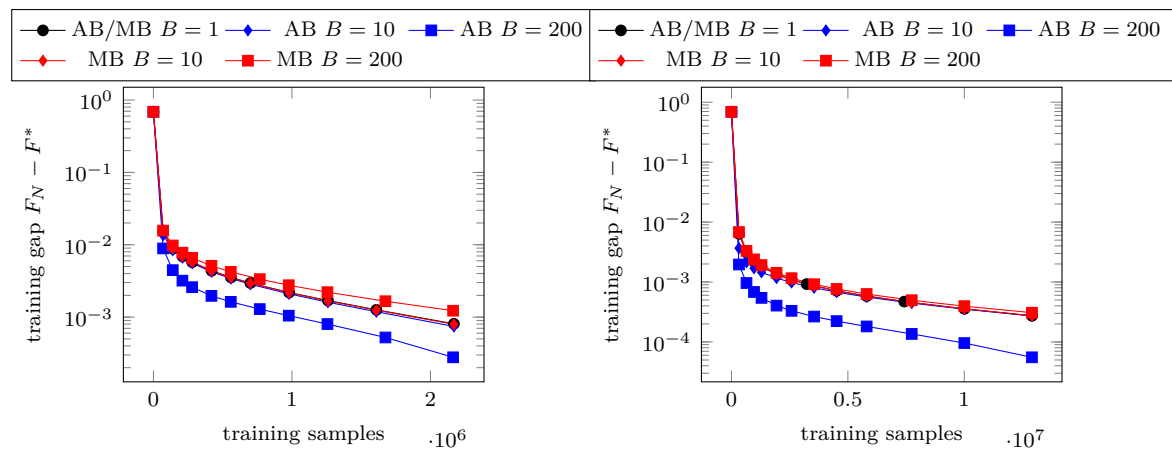 AB/MB B = 1 AB B = 10 AB B = 200
MB B = 10 MB B = 200
10^0
10^−1
10^−2
10^−3
training gap F_N − F^*
0 1 2
training samples ·10^6
AB/MB B = 1 AB B = 10 AB B = 200
MB B = 10 MB B = 200
10^0
10^−1
10^−2
10^−3
10^−4
training gap F_N − F^*
0 0.5 1
training samples ·10^7